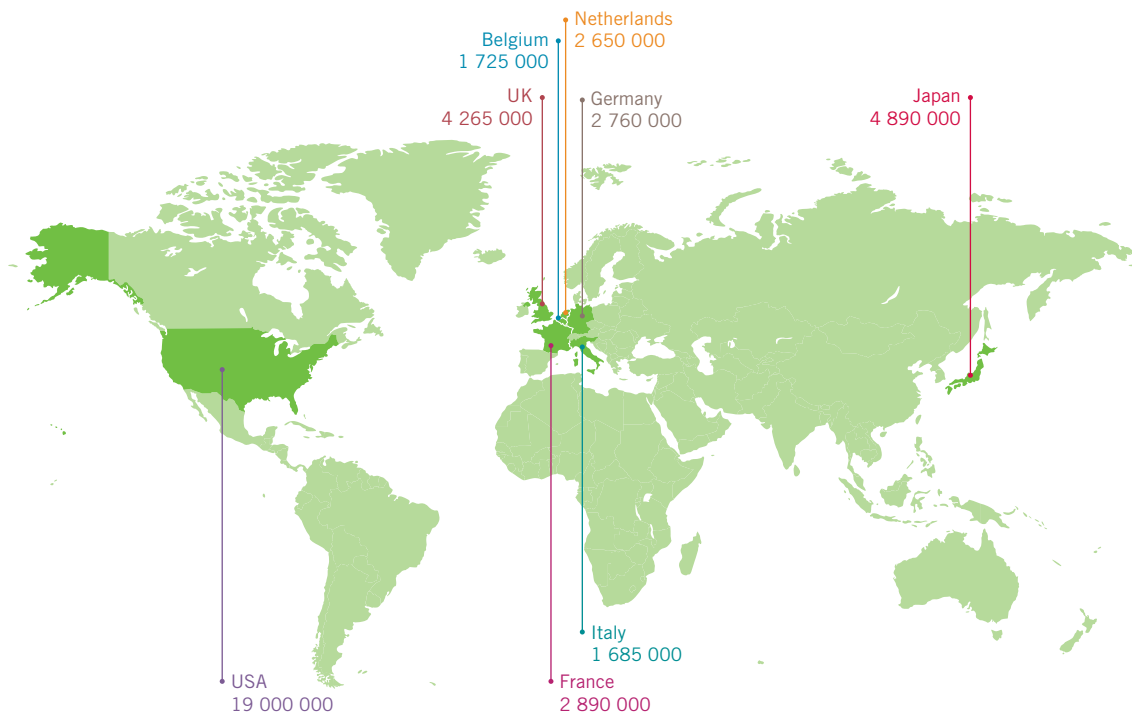 Netherlands
2 650 000
Belgium
1 725 000
UK
4 265 000
Germany
2 760 000
Japan
4 890 000
Italy
1 685 000
USA
19 000 000
France
2 890 000